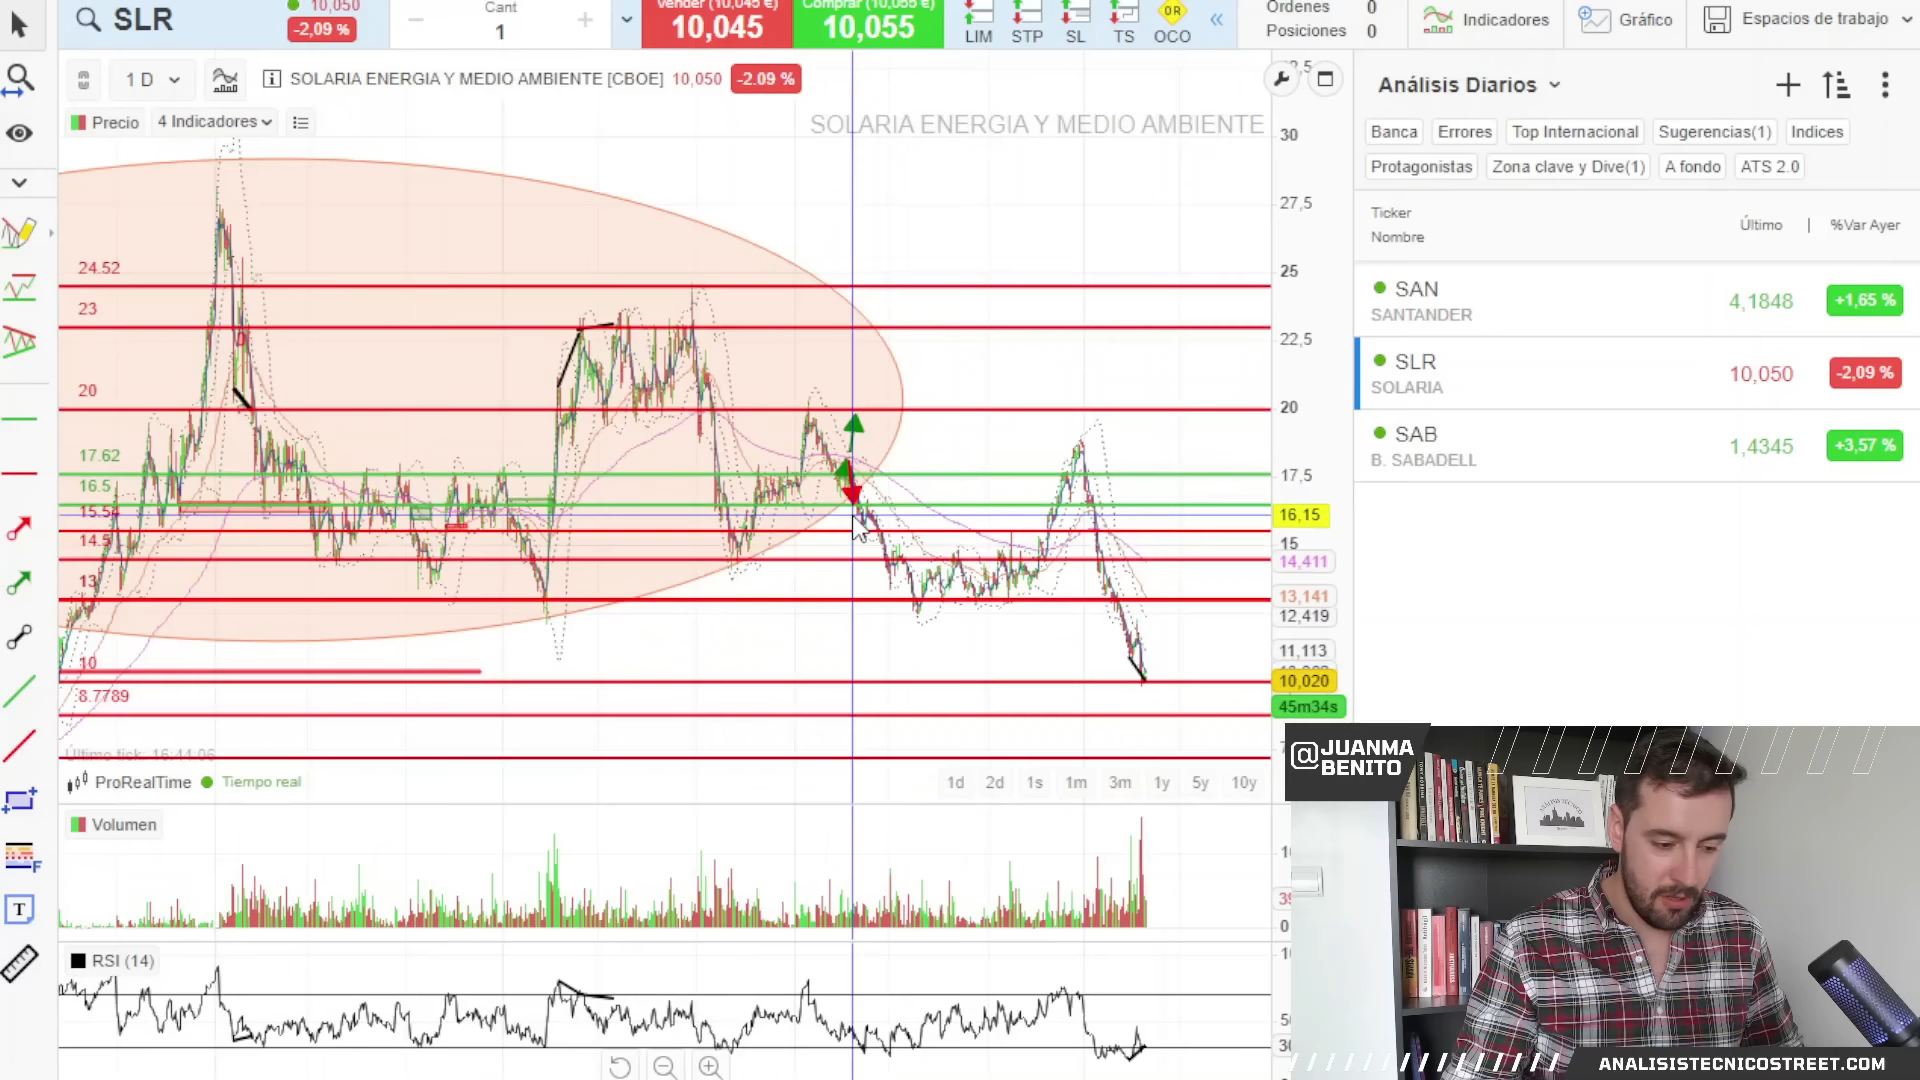 SLR
10,050
-2,09 %
Cant
1
Vender (10,045 €)
10,045
Comprar (10,055 €)
10,055
LIM
STP
SL
TS
OR
OCO
Órdenes 0
Posiciones 0
Indicadores
Gráfico
Espacios de trabajo
1 D
SOLARIA ENERGIA Y MEDIO AMBIENTE [CBOE] 10,050 -2.09 %
Precio
4 Indicadores
SOLARIA ENERGIA Y MEDIO AMBIENTE
30
27,5
25
22,5
20
17,5
16,15
15
14,411
13,141
12,419
11,113
10,020
45m34s
24.52
23
20
17.62
16.5
15.54
14.5
13
10
8.7789
Último tick: 16:44:06
ProRealTime
Tiempo real
1d 2d 1s 1m 3m 1y 5y 10y
Volumen
0
RSI (14)
Análisis Diarios
Banca
Errores
Top Internacional
Sugerencias(1)
Indices
Protagonistas
Zona clave y Dive(1)
A fondo
ATS 2.0
Ticker
Nombre
Último
%Var Ayer
SAN
SANTANDER
4,1848
+1,65 %
SLR
SOLARIA
10,050
-2,09 %
SAB
B. SABADELL
1,4345
+3,57 %
@JUANMA
BENITO
ANALISISTECNICOSTREET.COM